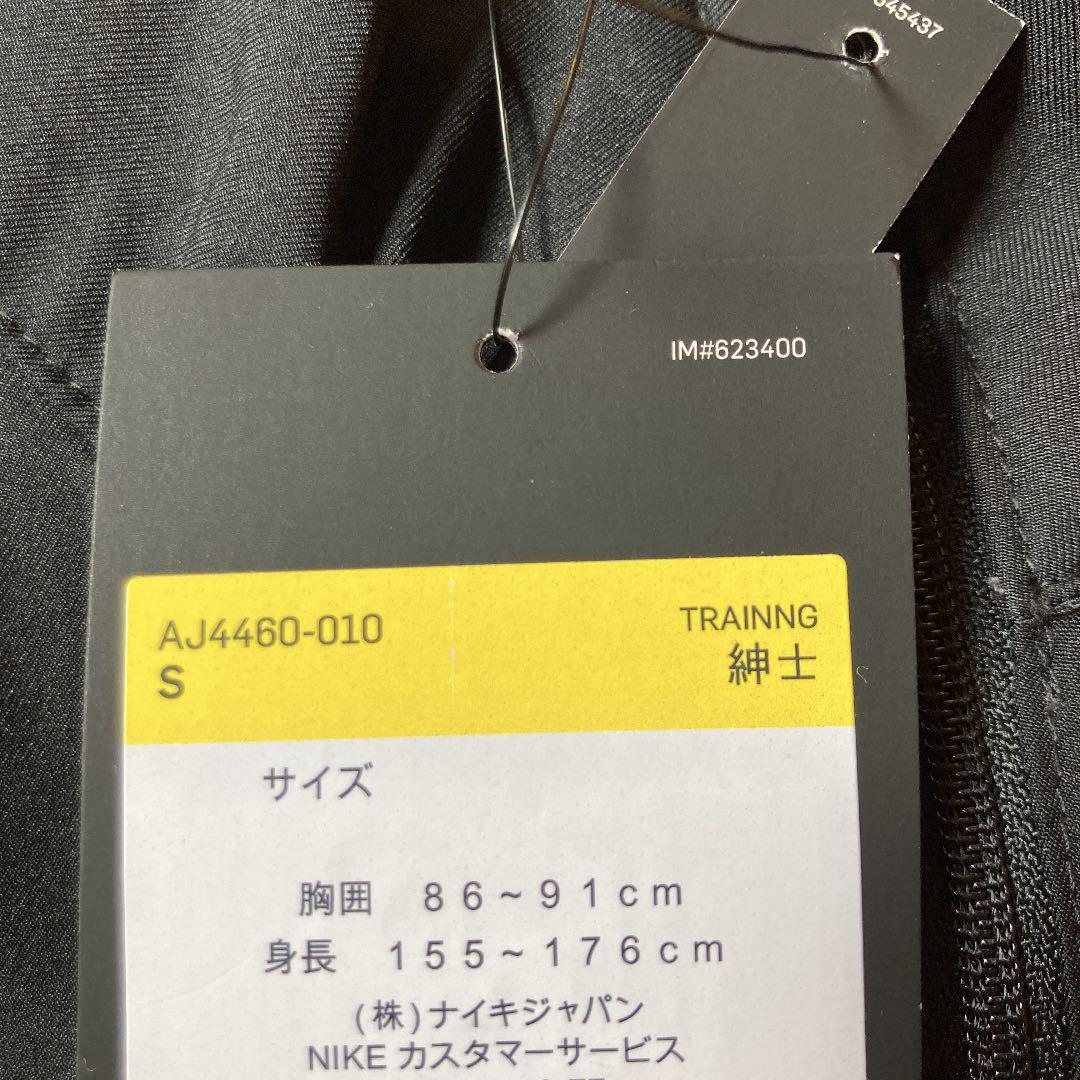 IM#623400
AJ4460-010
S
TRAINNG
紳士
サイズ
胸囲 86~91cm
身長 155~176cm
(株)ナイキジャパン
NIKE カスタマーサービス